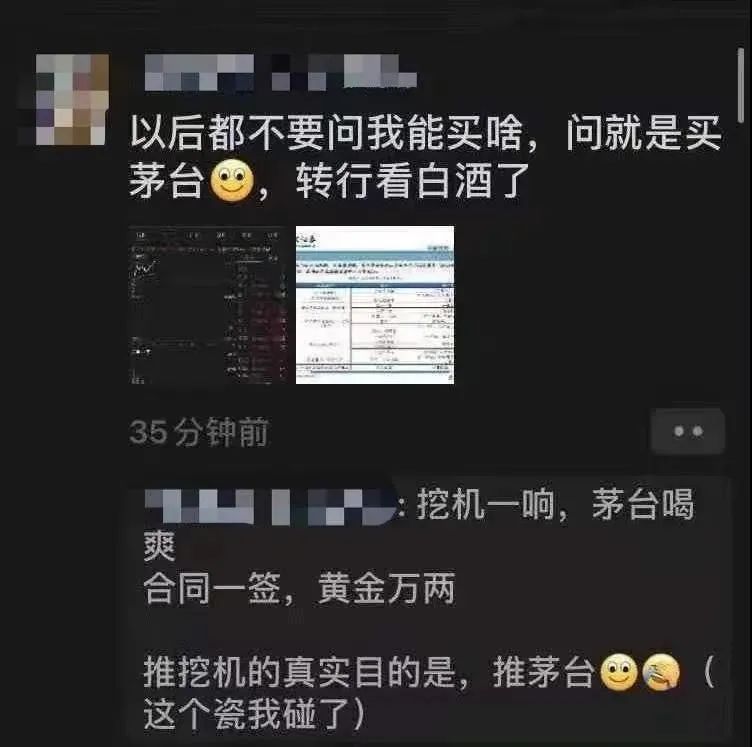 以后都不要问我能买啥，问就是买
茅台🙂，转行看白酒了
35分钟前
: 挖机一响，茅台喝
爽
合同一签，黄金万两
推挖机的真实目的是，推茅台🙂🤦（
这个瓷我碰了）